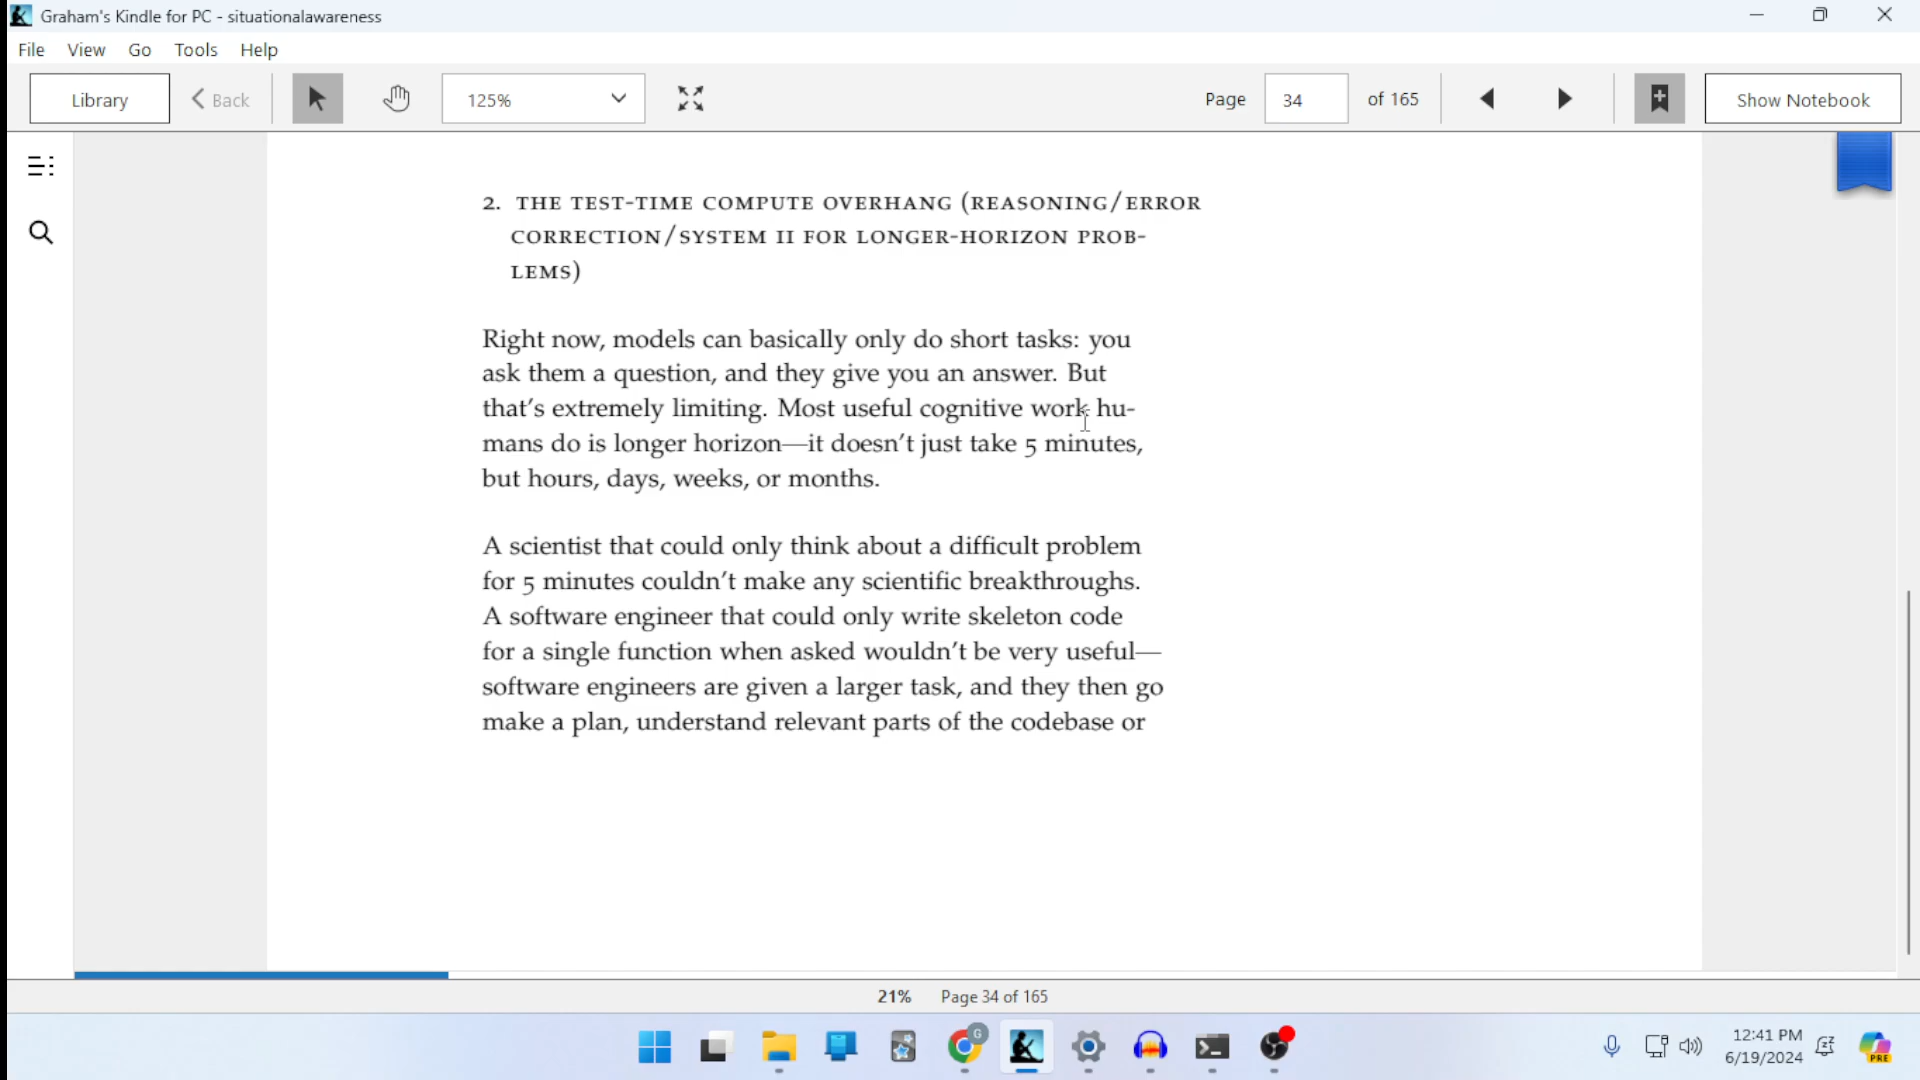 Graham's Kindle for PC - situationalawareness
File View Go Tools Help
Library Back 125% Page 34 of 165 Show Notebook
2. THE TEST-TIME COMPUTE OVERHANG (REASONING/ERROR
CORRECTION/SYSTEM II FOR LONGER-HORIZON PROB-
LEMS)
Right now, models can basically only do short tasks: you
ask them a question, and they give you an answer. But
that's extremely limiting. Most useful cognitive work hu-
mans do is longer horizon—it doesn't just take 5 minutes,
but hours, days, weeks, or months.
A scientist that could only think about a difficult problem
for 5 minutes couldn't make any scientific breakthroughs.
A software engineer that could only write skeleton code
for a single function when asked wouldn't be very useful—
software engineers are given a larger task, and they then go
make a plan, understand relevant parts of the codebase or
21% Page 34 of 165
G
12:41 PM
6/19/2024
PRE